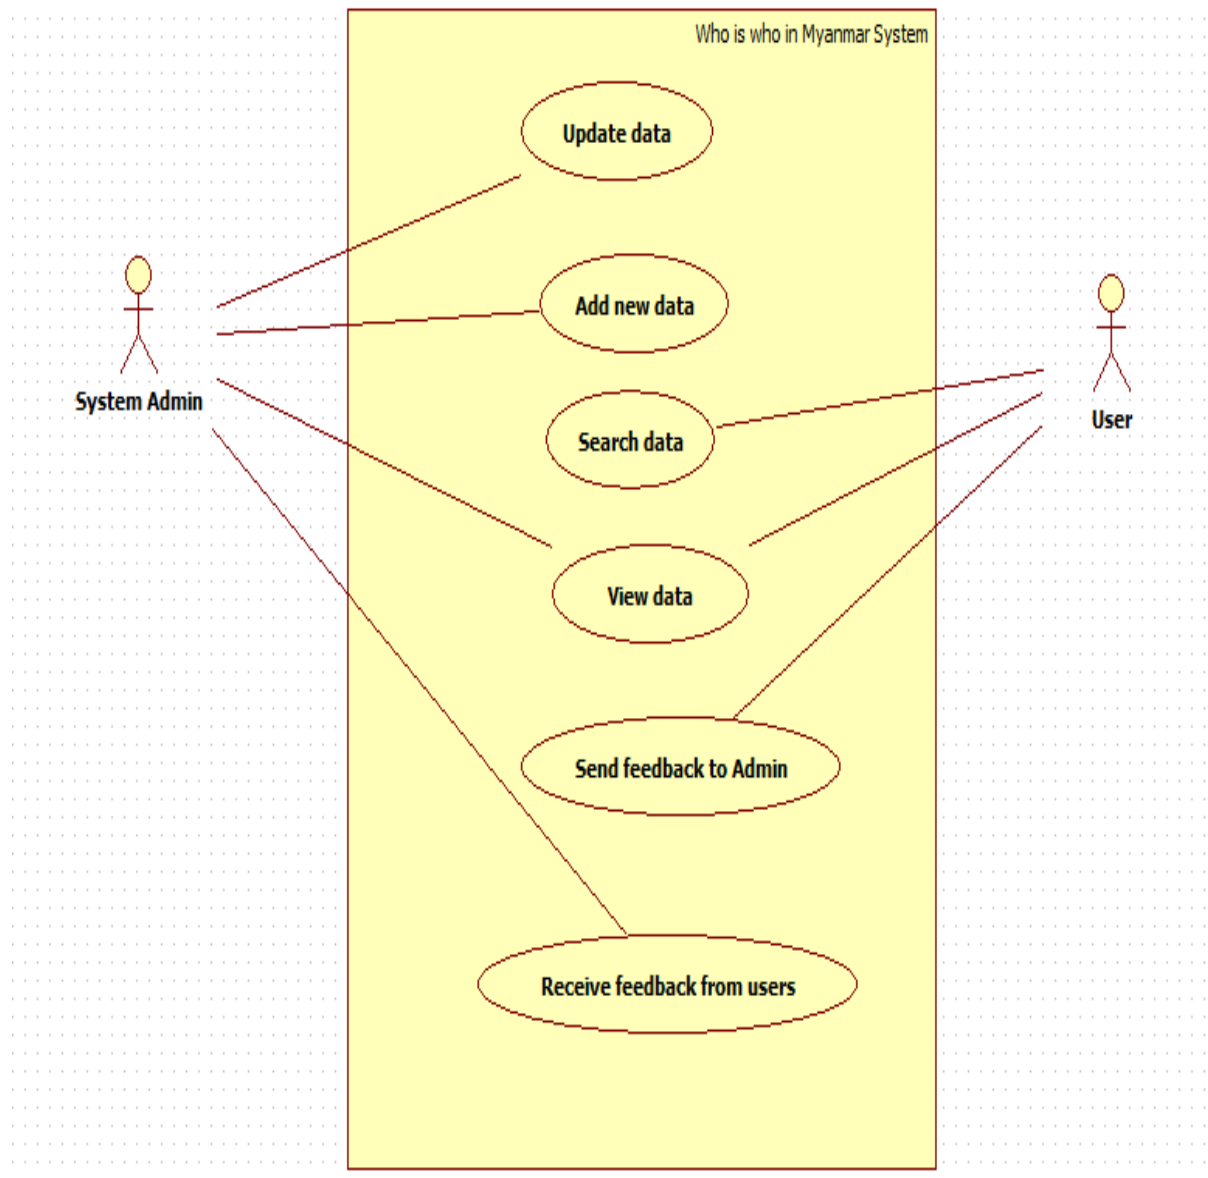 Who is who in Myanmar System
Update data
Add new data
System Admin
User
Search data
View data
Send feedback to Admin
Receive feedback from users